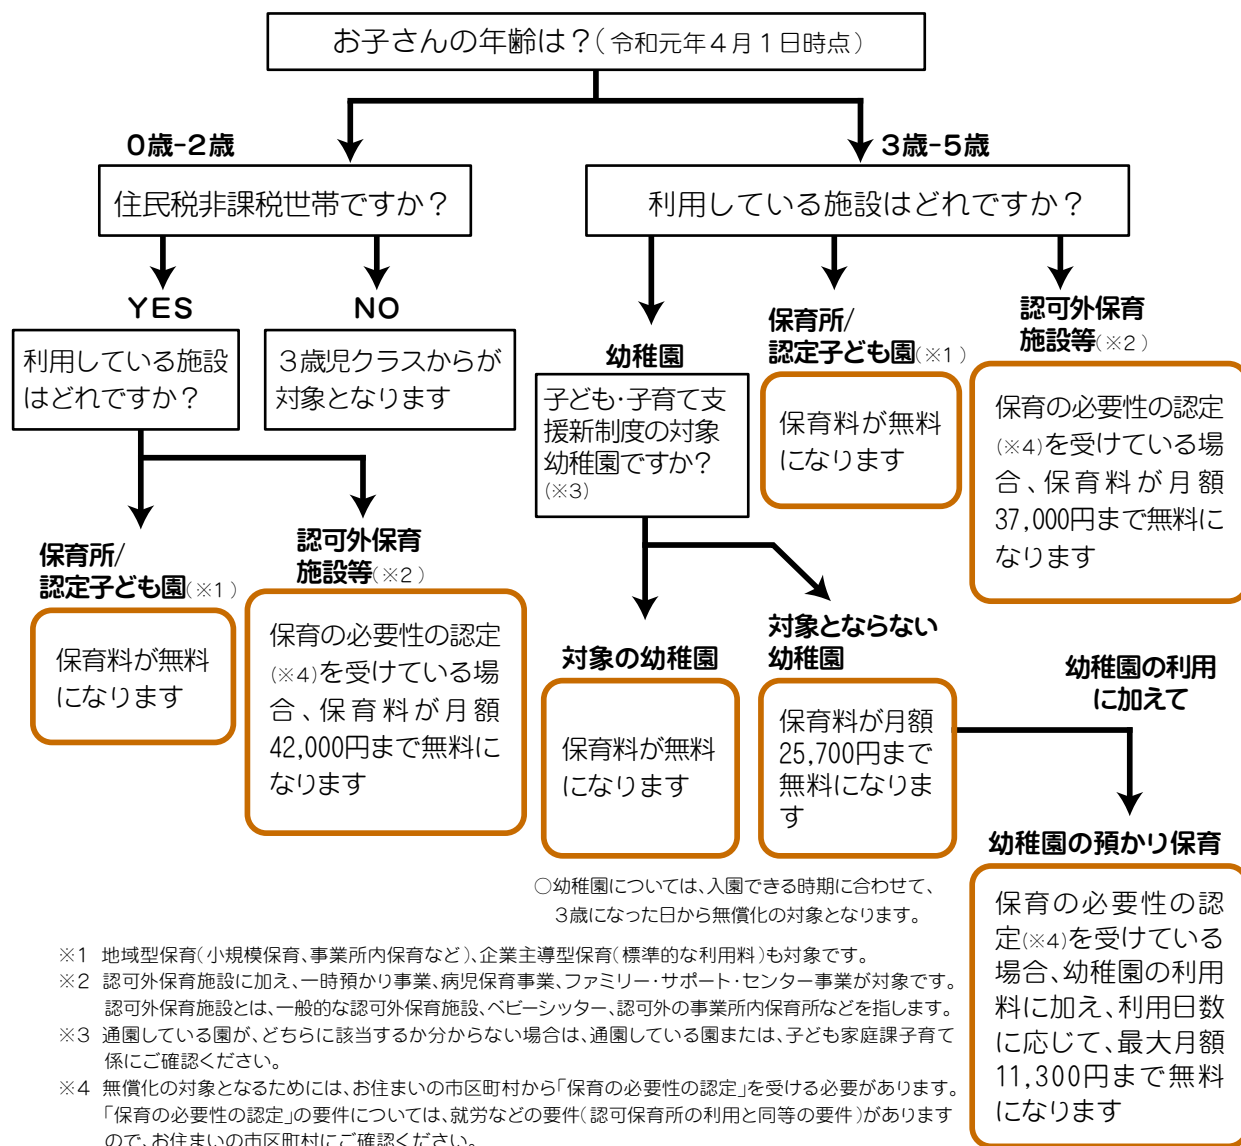 お子さんの年齢は？(令和元年４月１日時点)
０歳-２歳
３歳-５歳
住民税非課税世帯ですか？
利用している施設はどれですか？
YES
NO
利用している施設
はどれですか？
３歳児クラスからが
対象となります
幼稚園
子ども・子育て支
援新制度の対象
幼稚園ですか？
(※3)
保育所/
認定子ども園(※1)
保育料が無料
になります
認可外保育
施設等(※2)
保育の必要性の認定
(※4)を受けている場
合、保育料が月額
37,000円まで無料に
なります
保育所/
認定子ども園(※1)
保育料が無料
になります
認可外保育
施設等(※2)
保育の必要性の認定
(※4)を受けている場
合、保育料が月額
42,000円まで無料に
なります
対象の幼稚園
保育料が無料
になります
対象とならない
幼稚園
保育料が月額
25,700円まで
無料になりま
す
幼稚園の利用
に加えて
幼稚園の預かり保育
保育の必要性の認
定(※4)を受けている
場合、幼稚園の利用
料に加え、利用日数
に応じて、最大月額
11,300円まで無料
になります
○幼稚園については、入園できる時期に合わせて、
３歳になった日から無償化の対象となります。
※1 地域型保育(小規模保育、事業所内保育など)、企業主導型保育(標準的な利用料)も対象です。
※2 認可外保育施設に加え、一時預かり事業、病児保育事業、ファミリー・サポート・センター事業が対象です。
認可外保育施設とは、一般的な認可外保育施設、ベビーシッター、認可外の事業所内保育所などを指します。
※3 通園している園が、どちらに該当するか分からない場合は、通園している園または、子ども家庭課子育て
係にご確認ください。
※4 無償化の対象となるためには、お住まいの市区町村から「保育の必要性の認定」を受ける必要があります。
「保育の必要性の認定」の要件については、就労などの要件(認可保育所の利用と同等の要件)があります
ので、お住まいの市区町村にご確認ください。